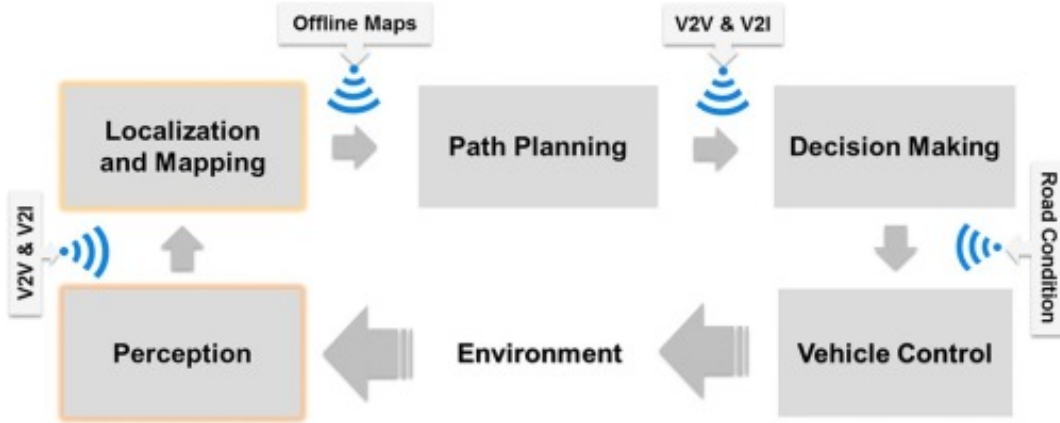 Offline Maps
V2V & V2I
Localization
and Mapping
Path Planning
Decision Making
V2V & V2I
Road Condition
Perception
Environment
Vehicle Control